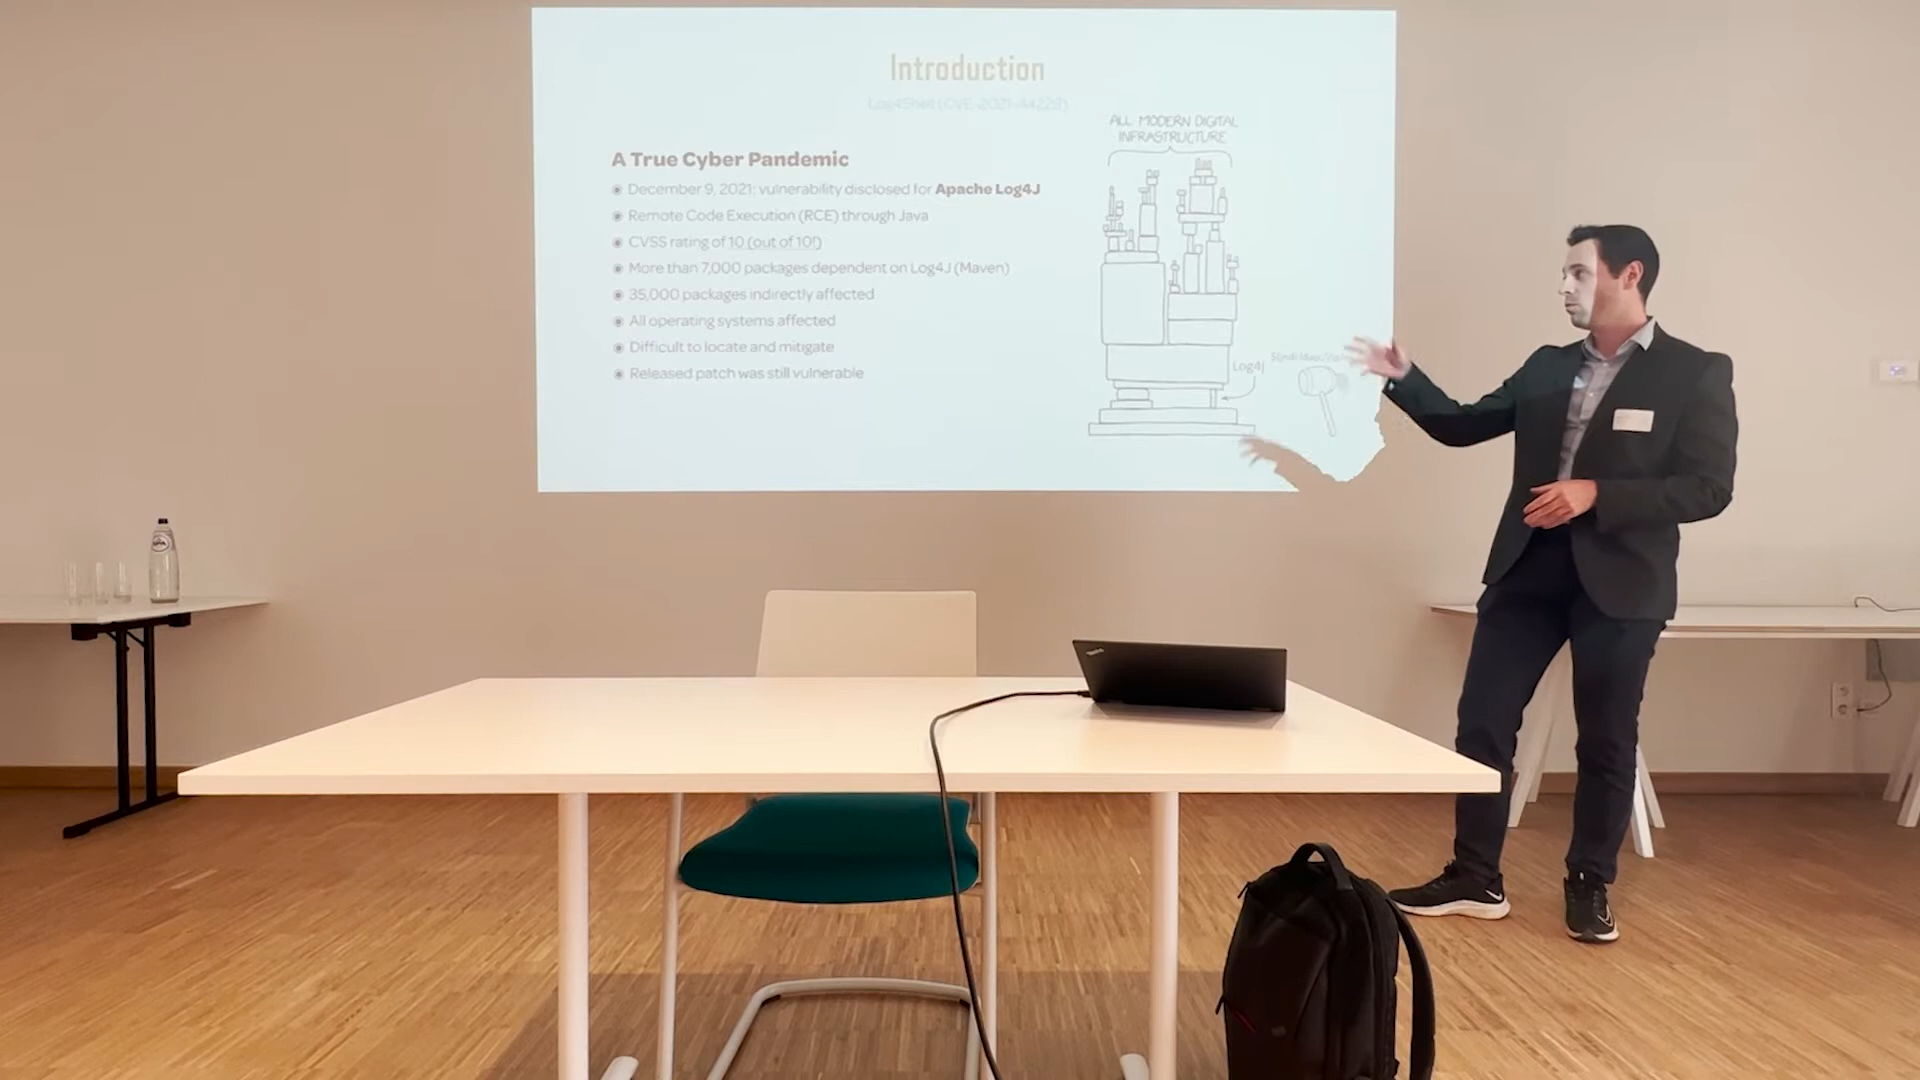 Introduction
Log4Shell (CVE-2021-44228)
A True Cyber Pandemic
December 9, 2021: vulnerability disclosed for Apache Log4J
Remote Code Execution (RCE) through Java
CVSS rating of 10 (out of 10!)
More than 7,000 packages dependent on Log4J (Maven)
35,000 packages indirectly affected
All operating systems affected
Difficult to locate and mitigate
Released patch was still vulnerable
ALL MODERN DIGITAL
INFRASTRUCTURE
Log4j
SPA
ThinkPad